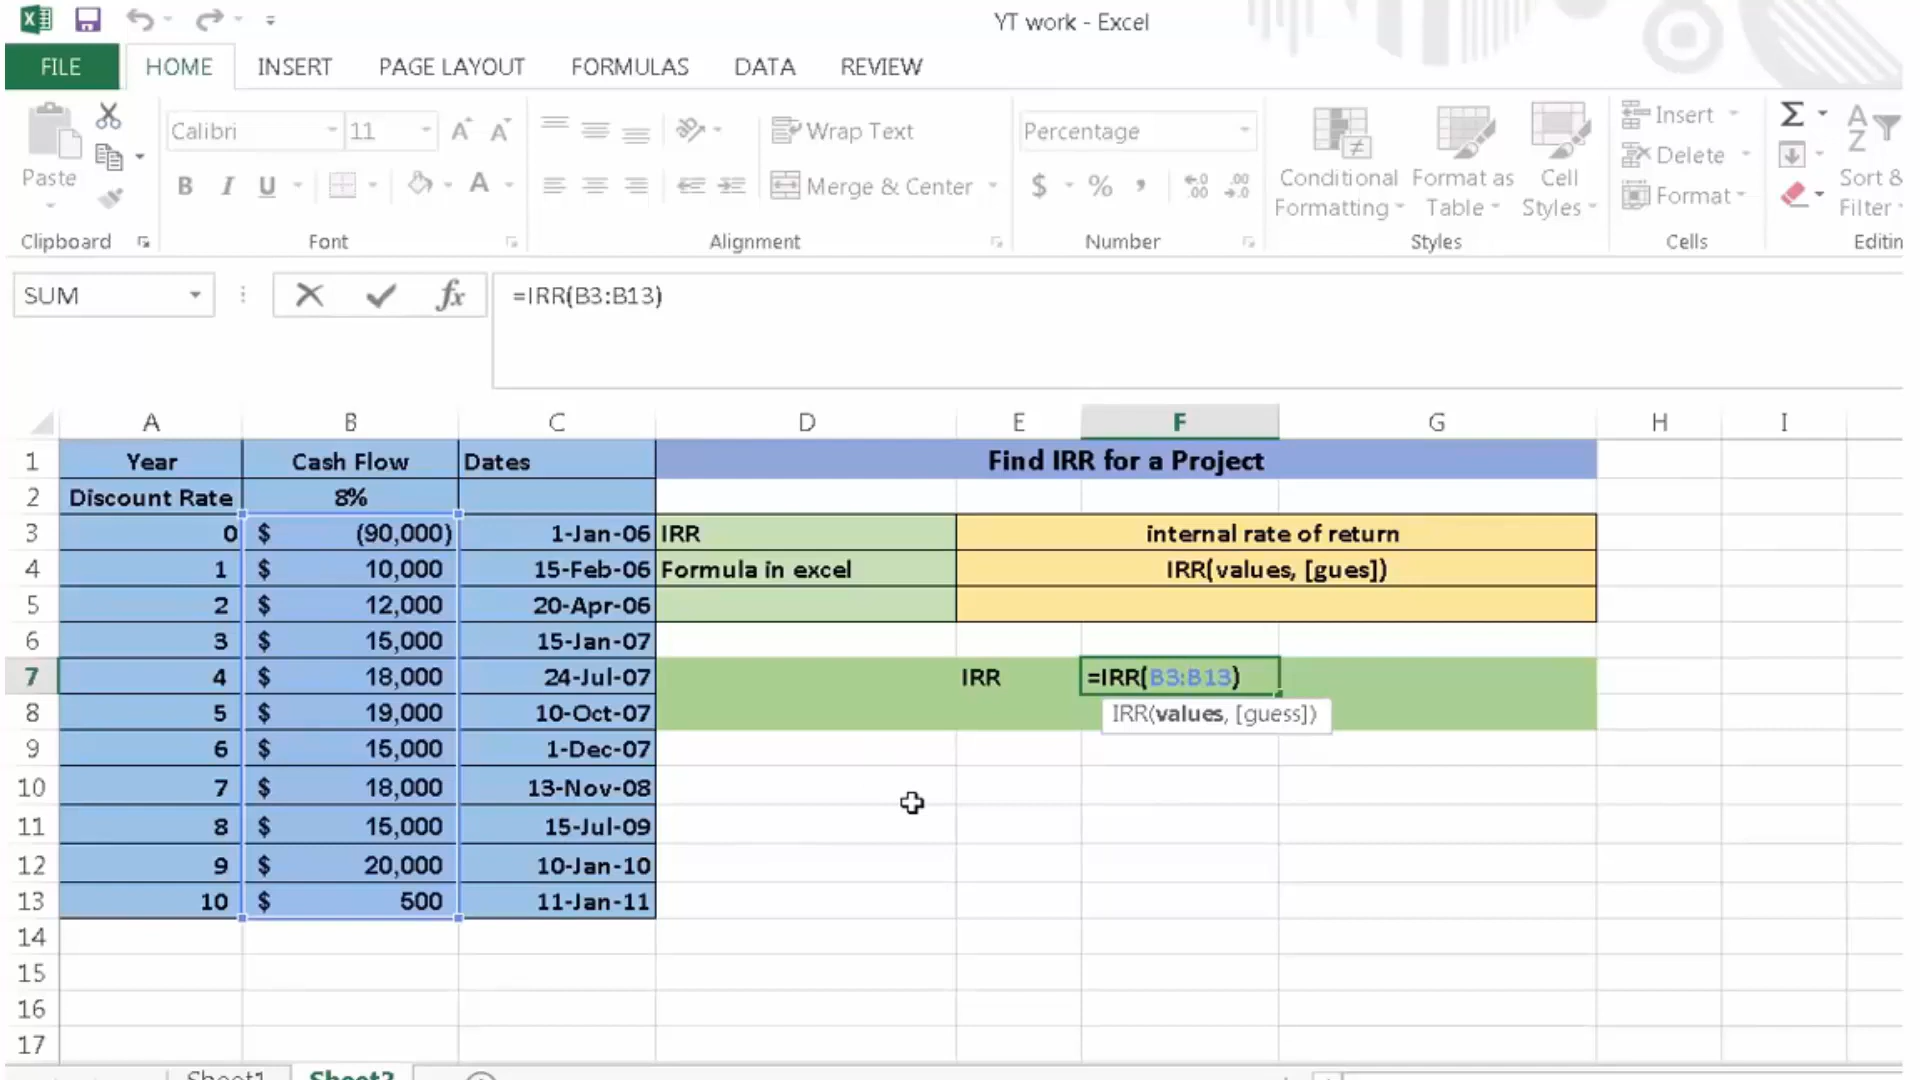 YT work - Excel
FILE HOME INSERT PAGE LAYOUT FORMULAS DATA REVIEW
Calibri 11 Wrap Text Percentage Insert
Paste Conditional Format as Cell Delete Sort &
B I U A Merge & Center $ % , Formatting Table Styles Format Filter
Clipboard Font Alignment Number Styles Cells Editin
SUM fx =IRR(B3:B13)
A B C D E F G H I
1 Year Cash Flow Dates Find IRR for a Project
2 Discount Rate 8%
3 0 $ (90,000) 1-Jan-06 IRR internal rate of return
4 1 $ 10,000 15-Feb-06 Formula in excel IRR(values, [gues])
5 2 $ 12,000 20-Apr-06
6 3 $ 15,000 15-Jan-07
7 4 $ 18,000 24-Jul-07 IRR =IRR(B3:B13)
8 5 $ 19,000 10-Oct-07 IRR(values, [guess])
9 6 $ 15,000 1-Dec-07
10 7 $ 18,000 13-Nov-08
11 8 $ 15,000 15-Jul-09
12 9 $ 20,000 10-Jan-10
13 10 $ 500 11-Jan-11
14
15
16
17
Sheet1